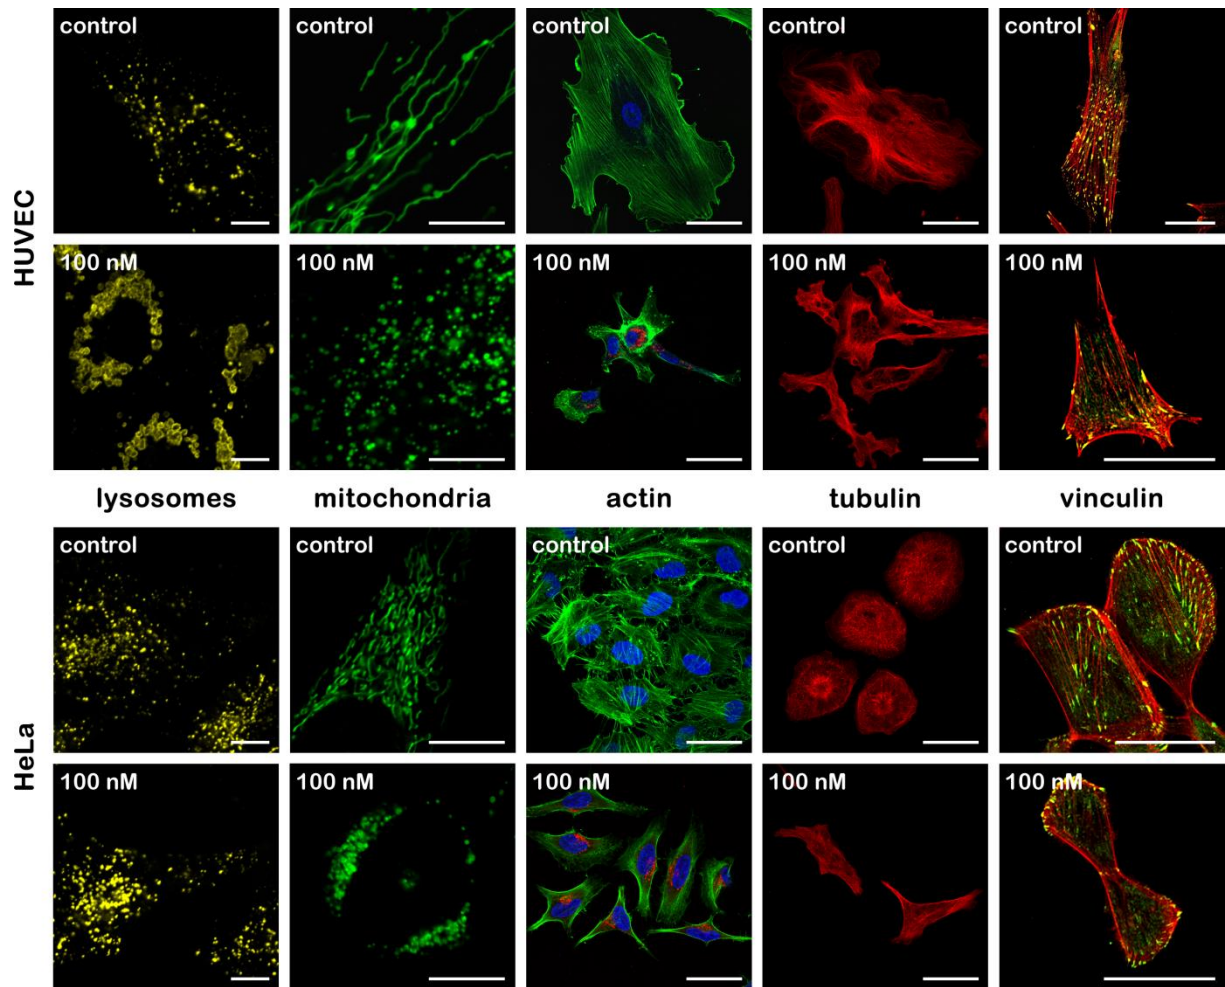 HUVEC
control
control
control
control
control
100 nM
100 nM
100 nM
100 nM
100 nM
lysosomes
mitochondria
actin
tubulin
vinculin
HeLa
control
control
control
control
control
100 nM
100 nM
100 nM
100 nM
100 nM